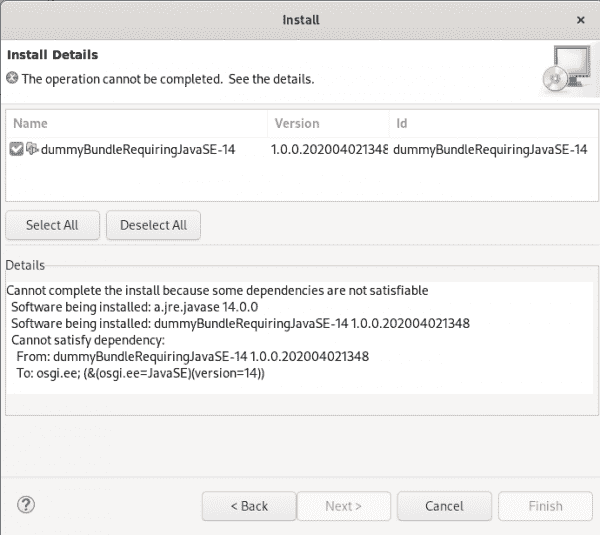 Install
Install Details
The operation cannot be completed. See the details.
Name Version Id
dummyBundleRequiringJavaSE-14 1.0.0.202004021348 dummyBundleRequiringJavaSE-14
Select All Deselect All
Details
Cannot complete the install because some dependencies are not satisfiable
Software being installed: a.jre.javase 14.0.0
Software being installed: dummyBundleRequiringJavaSE-14 1.0.0.202004021348
Cannot satisfy dependency:
From: dummyBundleRequiringJavaSE-14 1.0.0.202004021348
To: osgi.ee; (&(osgi.ee=JavaSE)(version=14))
? < Back Next > Cancel Finish